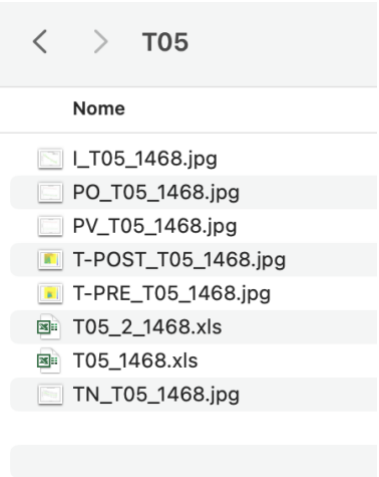 T05
Nome
I_T05_1468.jpg
PO_T05_1468.jpg
PV_T05_1468.jpg
T-POST_T05_1468.jpg
T-PRE_T05_1468.jpg
T05_2_1468.xls
T05_1468.xls
TN_T05_1468.jpg